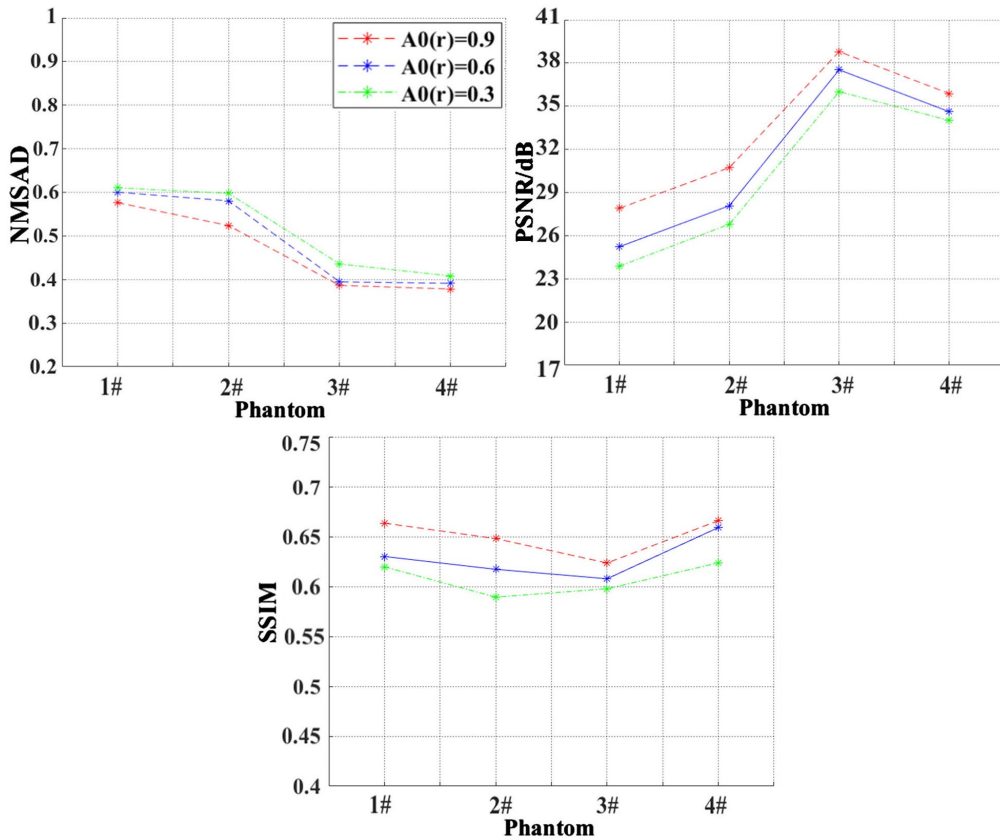 1
0.9
0.8
0.7
0.6
0.5
0.4
0.3
0.2
NMSAD
A0(r)=0.9
A0(r)=0.6
A0(r)=0.3
1# 2# 3# 4#
Phantom
41
38
35
32
29
26
23
20
17
PSNR/dB
1# 2# 3# 4#
Phantom
0.75
0.7
0.65
0.6
0.55
0.5
0.45
0.4
SSIM
1# 2# 3# 4#
Phantom